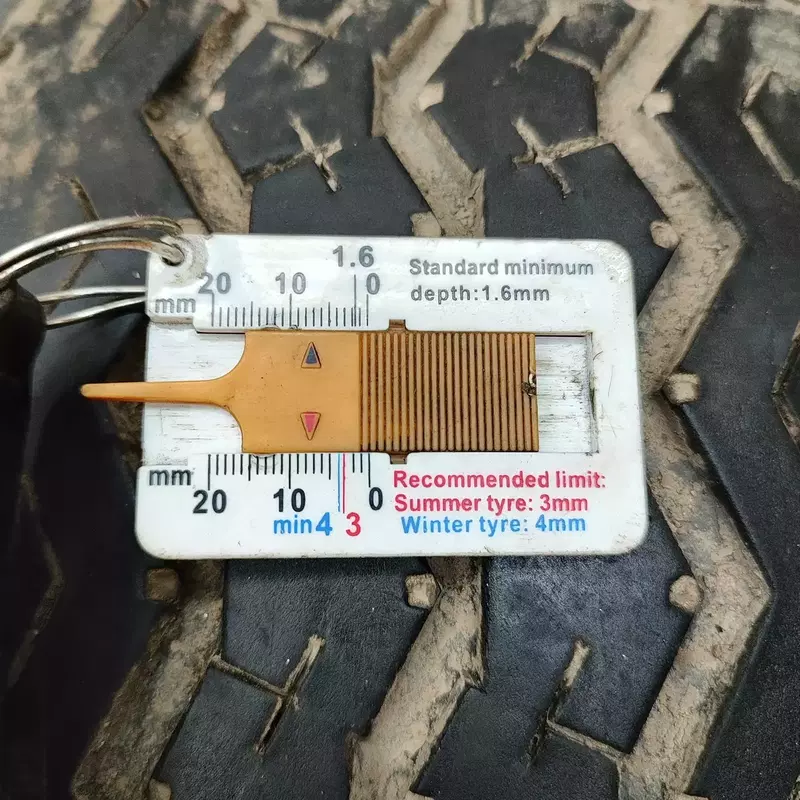 1.6
20 10 0
mm
Standard minimum
depth:1.6mm
mm
20 10 0
min4 3
Recommended limit:
Summer tyre: 3mm
Winter tyre: 4mm